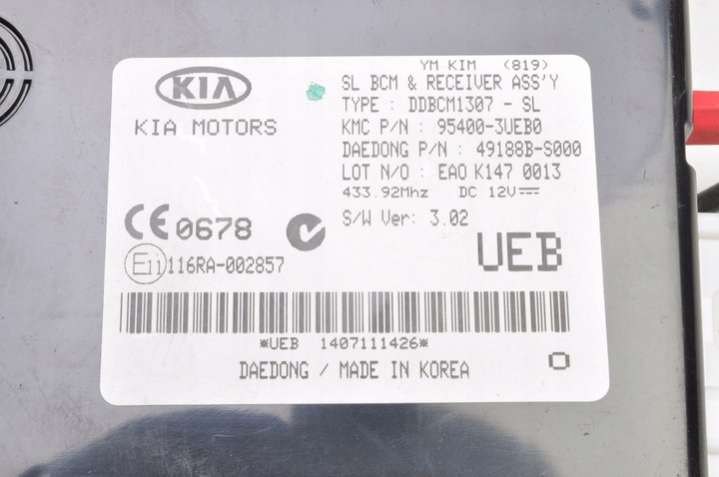 YM KIM (819)
KIA
KIA MOTORS
SL BCM & RECEIVER ASS'Y
TYPE : DDBCM1307 - SL
KMC P/N : 95400-3UEB0
DAEDONG P/N : 49188B-S000
LOT N/O : EAO K147 0013
433.92Mhz DC 12V
S/W Ver: 3.02
CE 0678
UEB
E11 116RA-002857
*UEB 1407111426*
DAEDONG / MADE IN KOREA